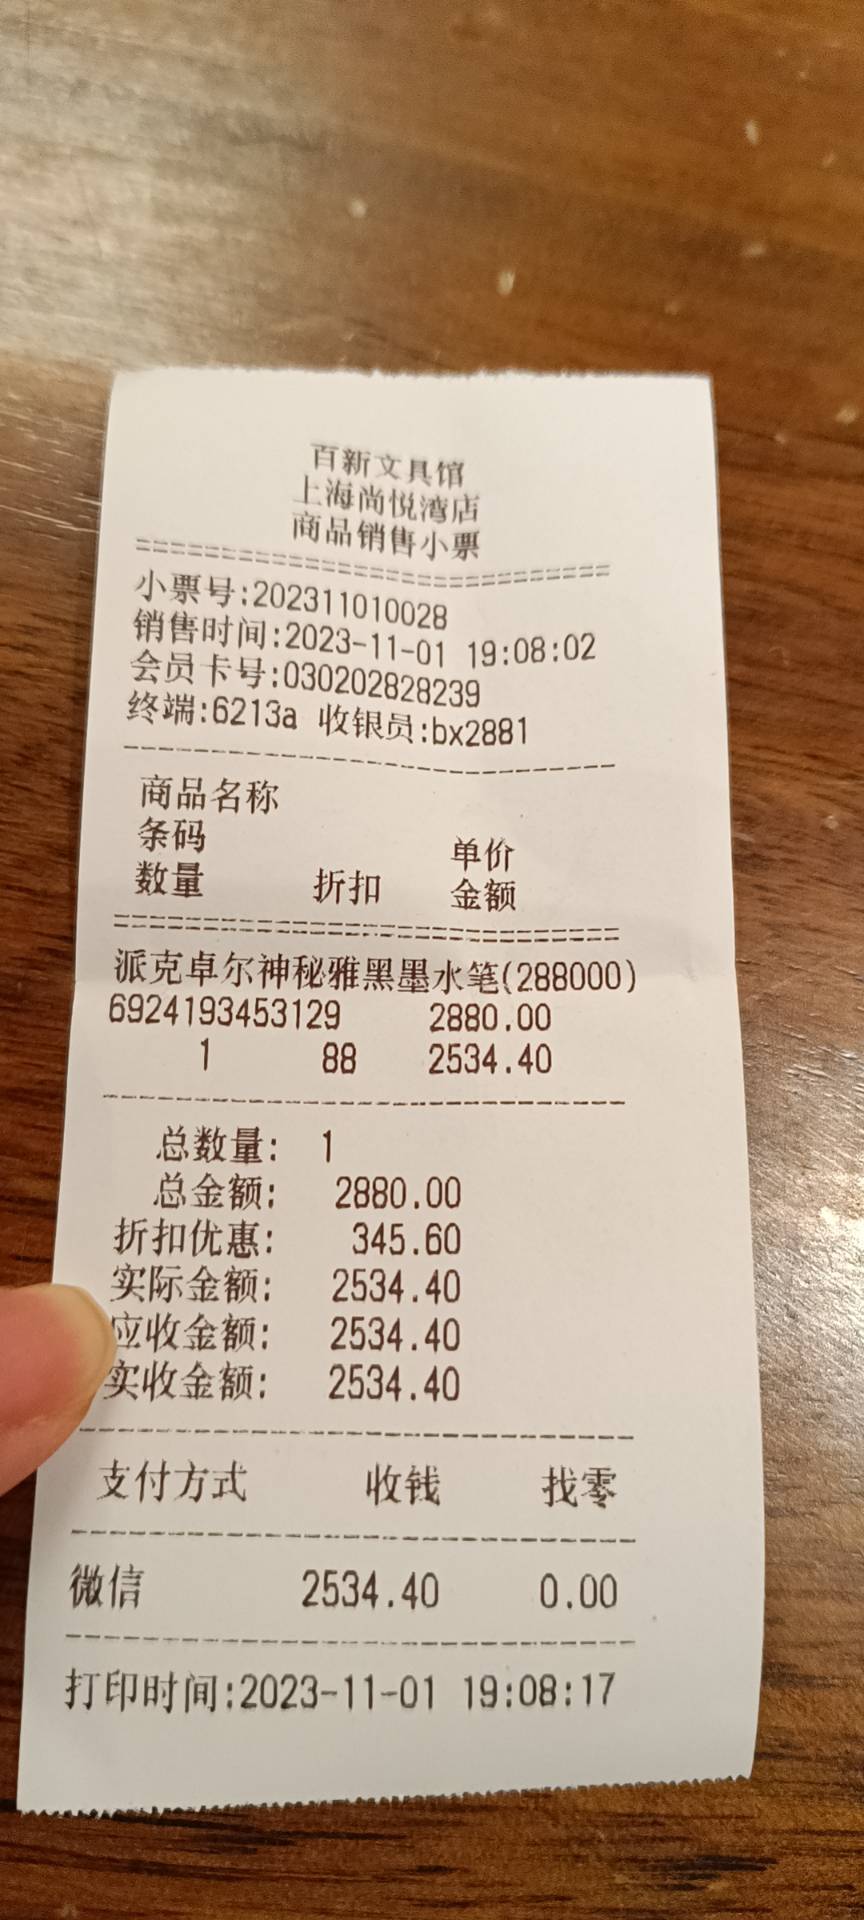 百新文具馆
上海尚悦湾店
商品销售小票
================================
小票号:202311010028
销售时间:2023-11-01 19:08:02
会员卡号:030202828239
终端:6213a 收银员:bx2881
--------------------------------
商品名称
条码 单价
数量 折扣 金额
================================
派克卓尔神秘雅黑墨水笔(288000)
6924193453129 2880.00
1 88 2534.40
--------------------------------
总数量: 1
总金额: 2880.00
折扣优惠: 345.60
实际金额: 2534.40
应收金额: 2534.40
实收金额: 2534.40
--------------------------------
支付方式 收钱 找零
--------------------------------
微信 2534.40 0.00
--------------------------------
打印时间:2023-11-01 19:08:17